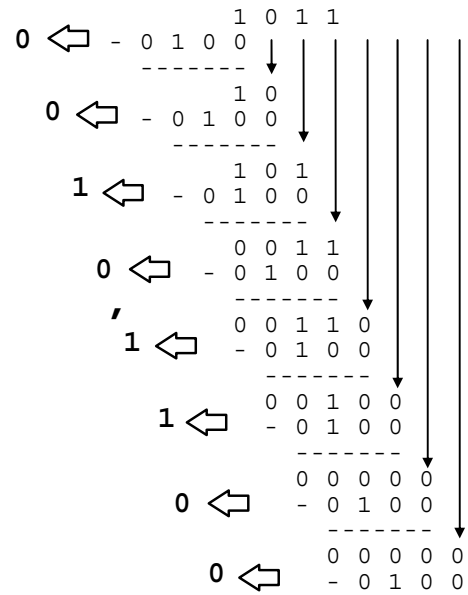 1 0 1 1
0 - 0 1 0 0
-------
1 0
0 - 0 1 0 0
-------
1 0 1
1 - 0 1 0 0
-------
0 0 1 1
0 - 0 1 0 0
-------
,
0 0 1 1 0
1 - 0 1 0 0
-------
0 0 1 0 0
1 - 0 1 0 0
-------
0 0 0 0 0
0 - 0 1 0 0
-------
0 0 0 0 0
0 - 0 1 0 0